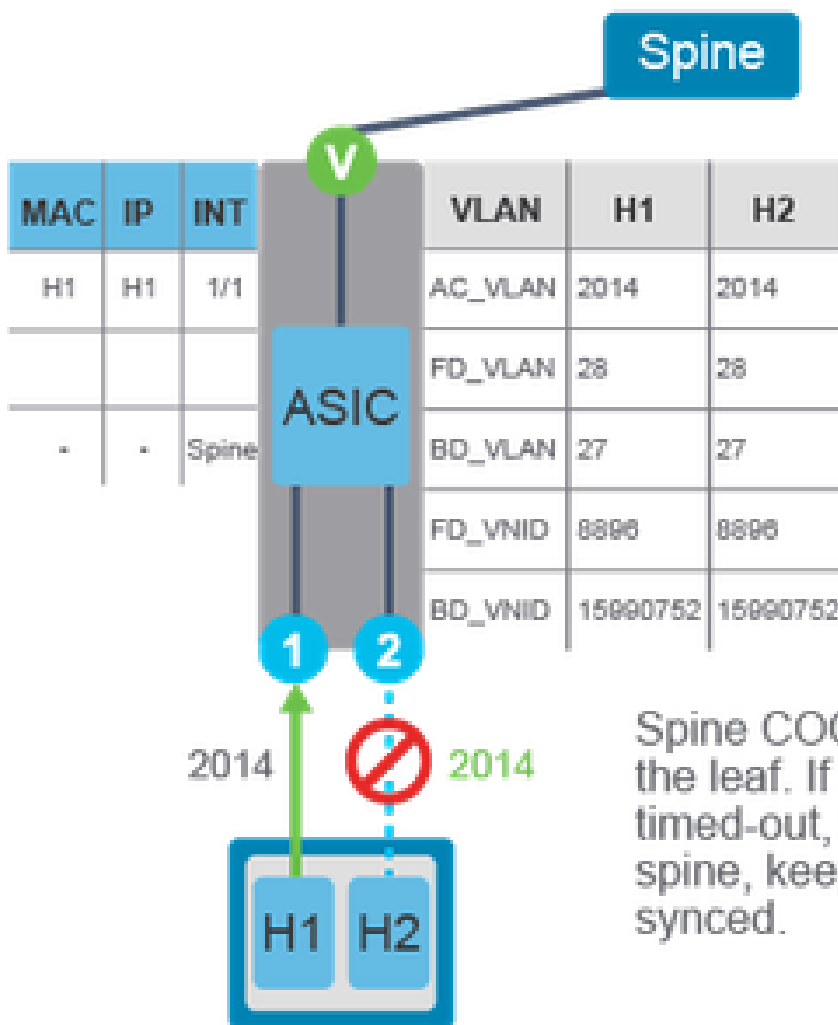 Spine
V
MAC IP INT
H1 H1 1/1
- - Spine
ASIC
VLAN H1 H2
AC_VLAN 2014 2014
FD_VLAN 28 28
BD_VLAN 27 27
FD_VNID 8896 8896
BD_VNID 15990752 15990752
1 2
2014 2014
H1 H2
the leaf. If
timed-out,
spine,
synced.